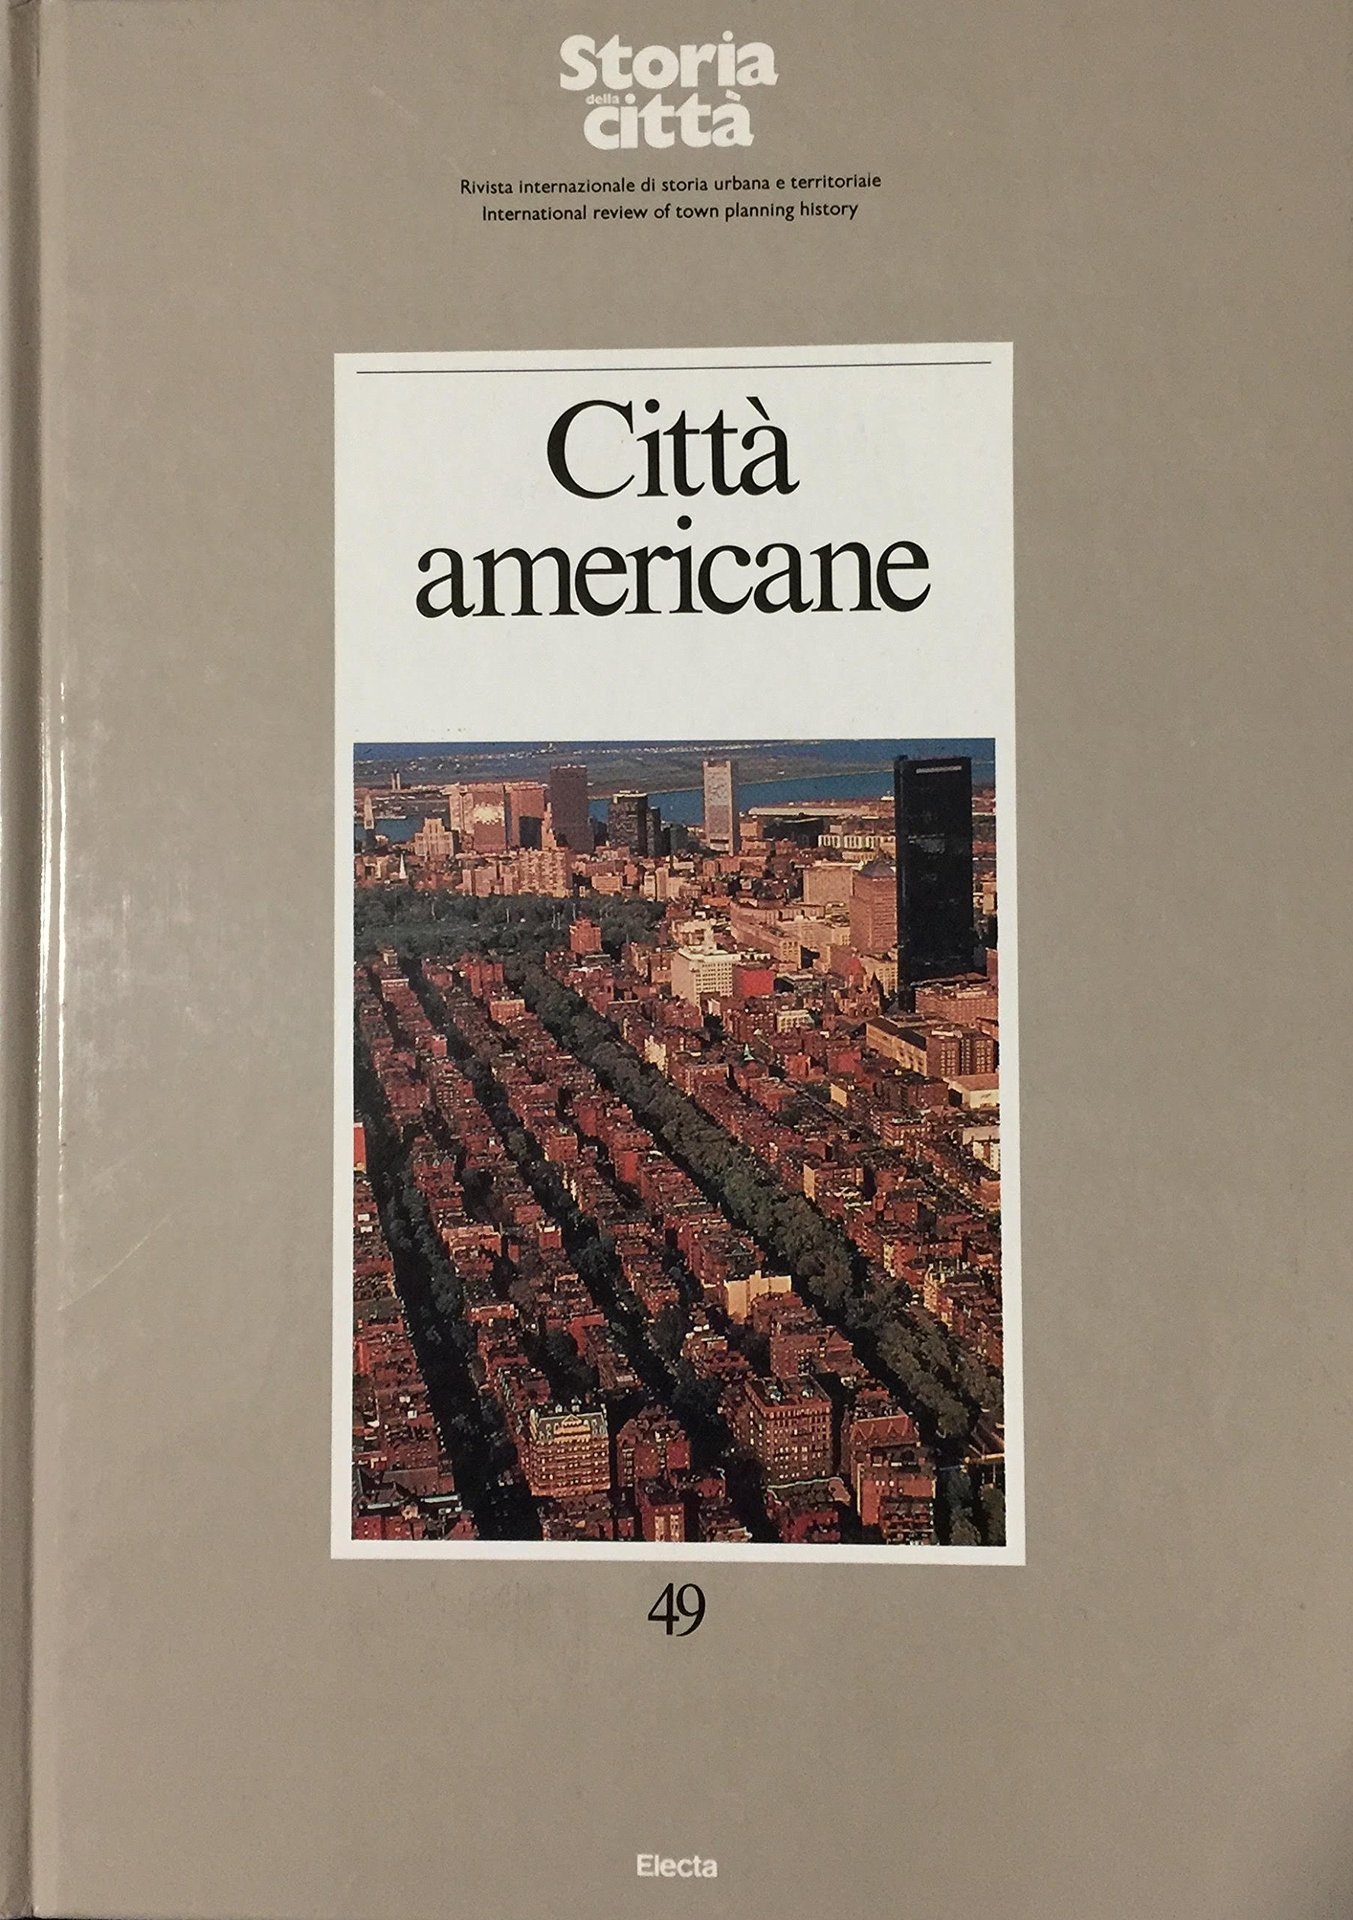 Storia
della
città
Rivista internazionale di storia urbana e territoriale
International review of town planning history
Città
americane
49
Electa